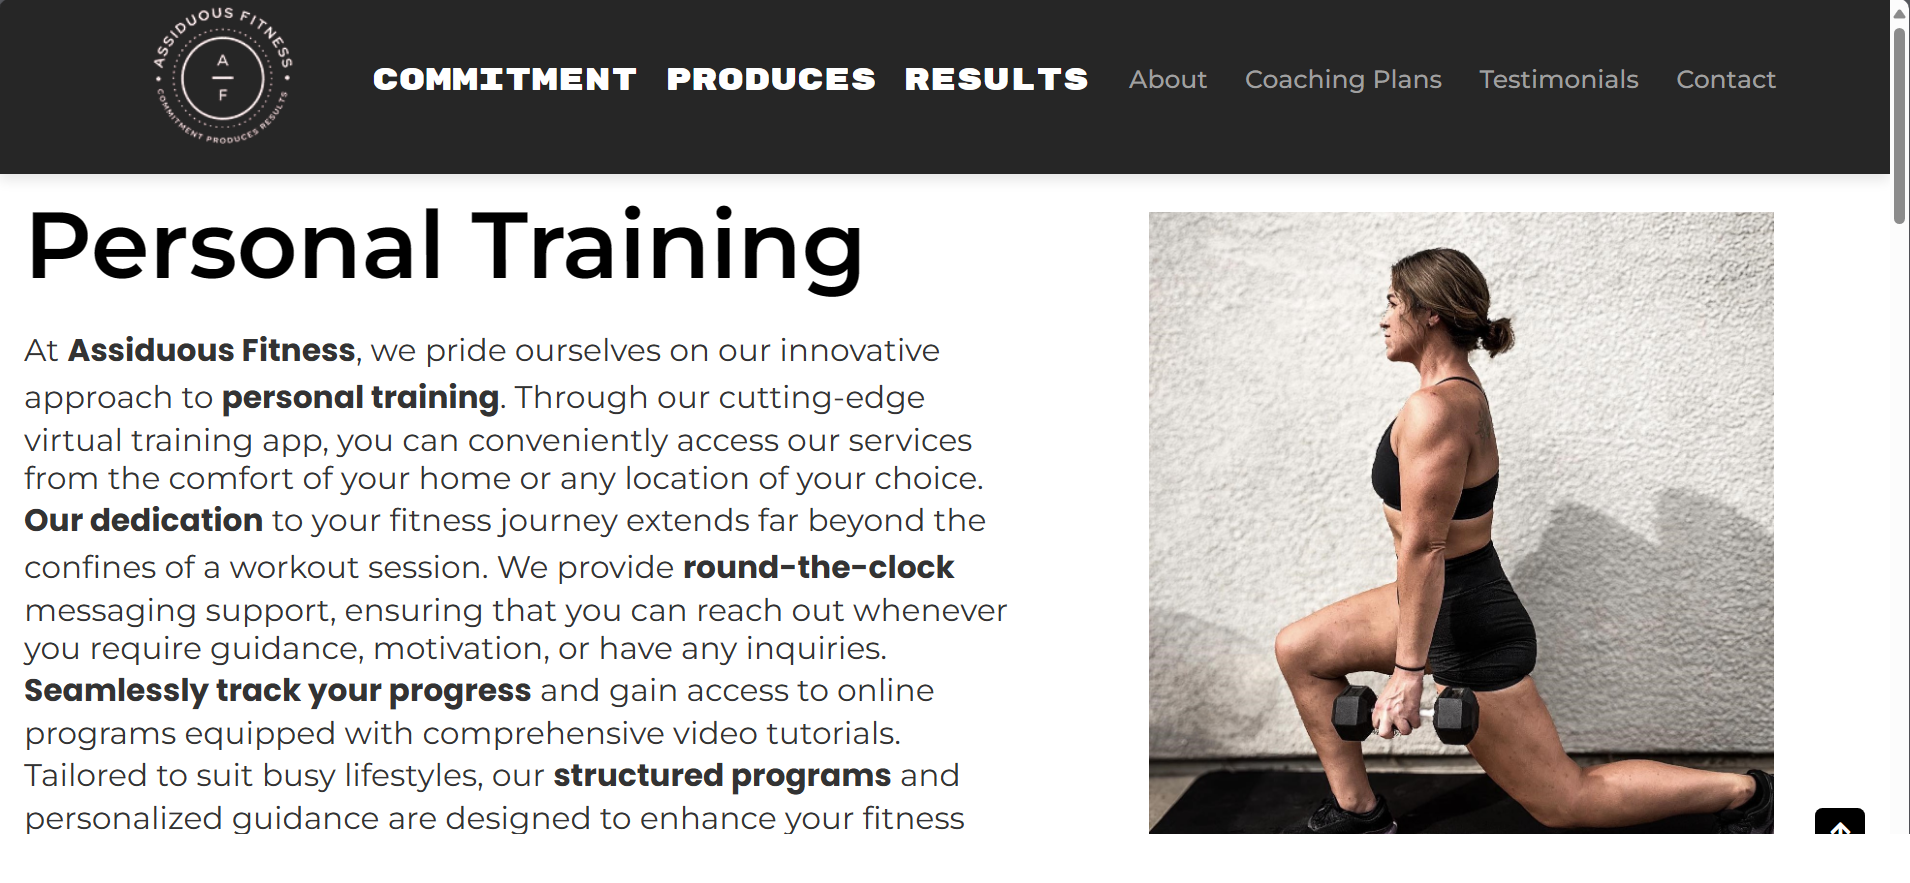 ASSIDUOUS FITNESS
A
F
COMMITMENT PRODUCES RESULTS
COMMITMENT PRODUCES RESULTS
About
Coaching Plans
Testimonials
Contact
Personal Training
At Assiduous Fitness, we pride ourselves on our innovative
approach to personal training. Through our cutting-edge
virtual training app, you can conveniently access our services
from the comfort of your home or any location of your choice.
Our dedication to your fitness journey extends far beyond the
confines of a workout session. We provide round-the-clock
messaging support, ensuring that you can reach out whenever
you require guidance, motivation, or have any inquiries.
Seamlessly track your progress and gain access to online
programs equipped with comprehensive video tutorials.
Tailored to suit busy lifestyles, our structured programs and
personalized guidance are designed to enhance your fitness